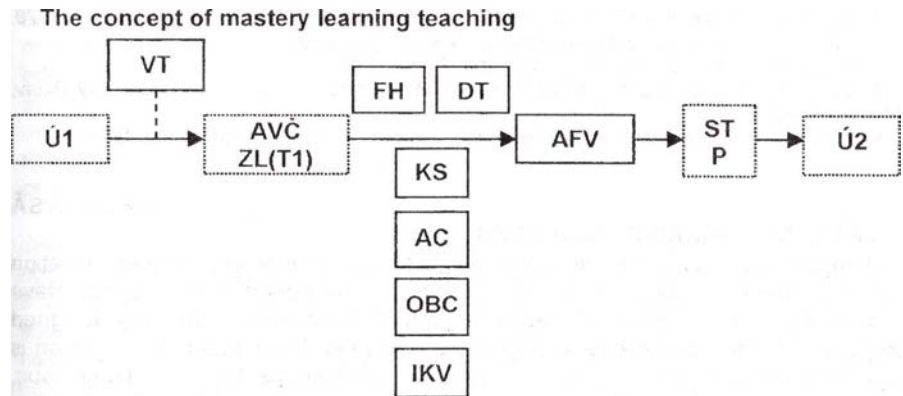 The concept of mastery learning teaching
VT
FH DT
Ú1
AVČ
ZL(T1)
AFV
ST
P
Ú2
KS
AC
OBC
IKV